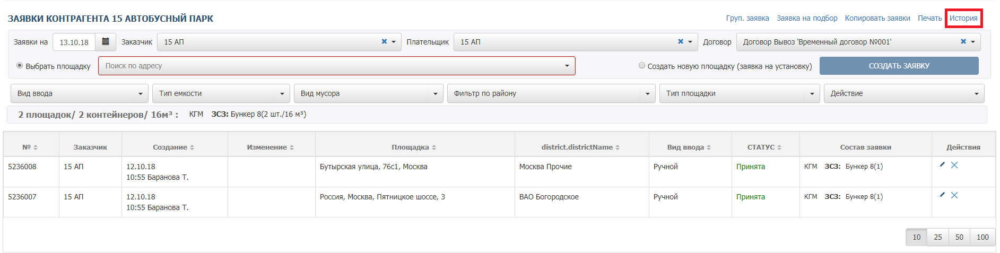 ЗАЯВКИ КОНТРАГЕНТА 15 АВТОБУСНЫЙ ПАРК
Груп. заявка Заявка на подбор Копировать заявки Печать История
Заявки на 13.10.18 Заказчик 15 АП Плательщик 15 АП Договор Договор Вывоз 'Временный договор №001'
Выбрать площадку Поиск по адресу Создать новую площадку (заявка на установку) СОЗДАТЬ ЗАЯВКУ
Вид ввода Тип емкости Вид мусора Фильтр по району Тип площадки Действие
2 площадок/ 2 контейнеров/ 16м³ : КГМ ЗСЗ: Бункер 8(2 шт./16 м³)
№ Заказчик Создание Изменение Площадка district.districtName Вид ввода СТАТУС Состав заявки Действия
5236008 15 АП 12.10.18 Бутырская улица, 76с1, Москва Москва Прочие Ручной Принята КГМ ЗСЗ: Бункер 8(1)
10:55 Баранова Т.
5236007 15 АП 12.10.18 Россия, Москва, Пятницкое шоссе, 3 ВАО Богородское Ручной Принята КГМ ЗСЗ: Бункер 8(1)
10:55 Баранова Т.
10 25 50 100